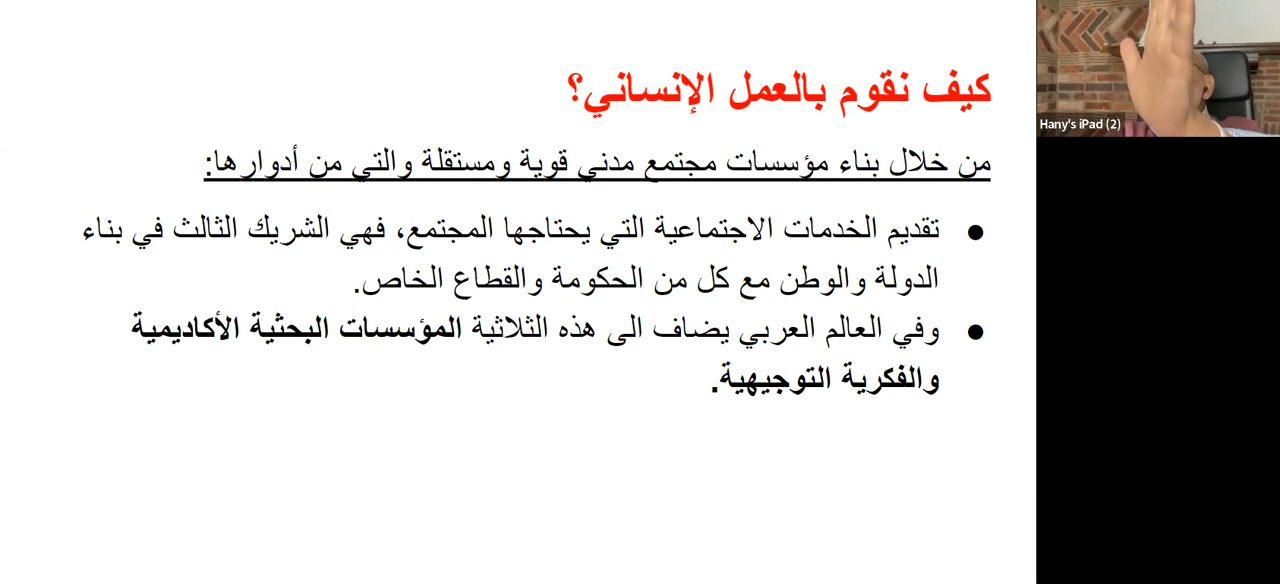 كيف نقوم بالعمل الإنساني؟
من خلال بناء مؤسسات مجتمع مدني قوية ومستقلة والتي من أدوارها:
● تقديم الخدمات الاجتماعية التي يحتاجها المجتمع، فهي الشريك الثالث في بناء
الدولة والوطن مع كل من الحكومة والقطاع الخاص.
● وفي العالم العربي يضاف الى هذه الثلاثية المؤسسات البحثية الأكاديمية
والفكرية التوجيهية.
Hany's iPad (2)